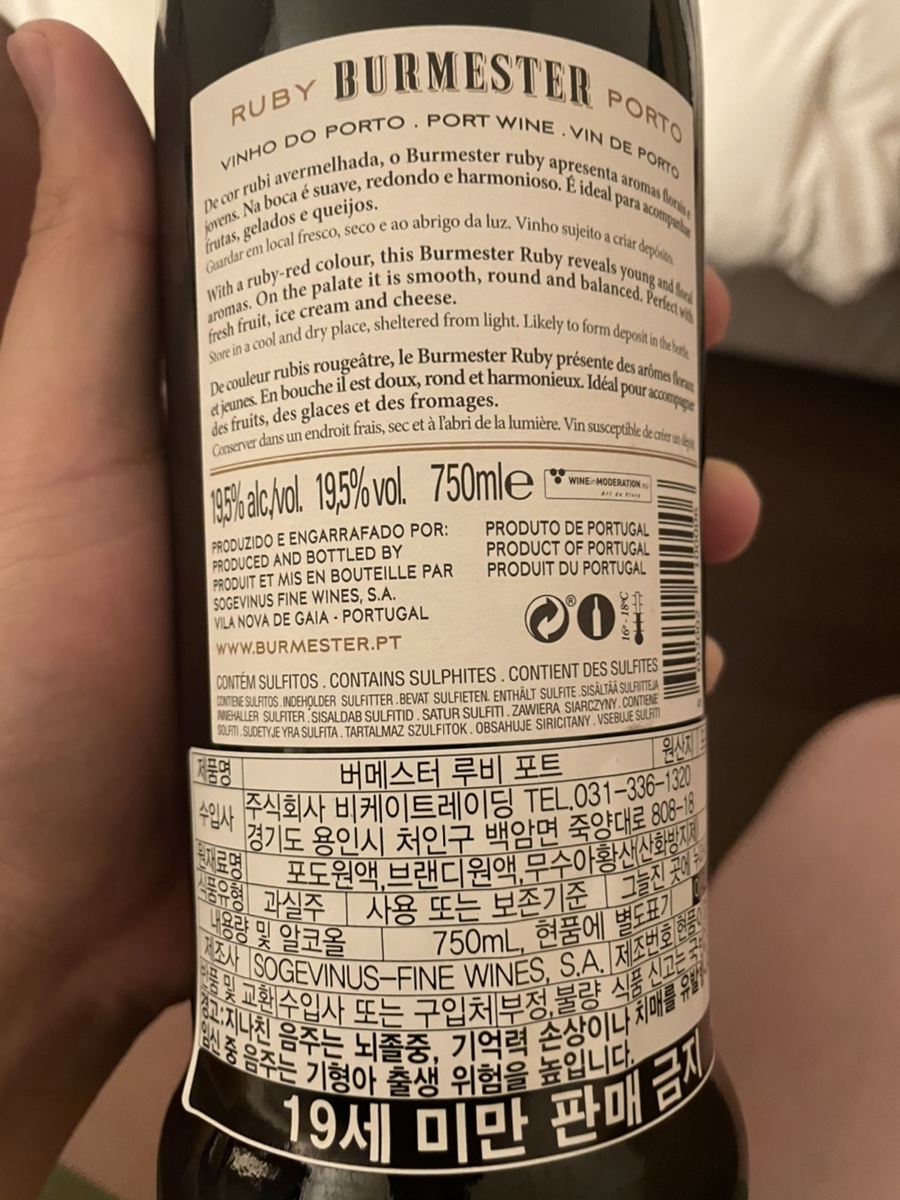 RUBY BURMESTER PORTO
VINHO DO PORTO . PORT WINE . VIN DE PORTO
De cor rubi avermelhada, o Burmester ruby apresenta aromas florais e
jovens. Na boca é suave, redondo e harmonioso. É ideal para acompanhar
frutas, gelados e queijos.
Guardar em local fresco, seco e ao abrigo da luz. Vinho sujeito a criar depósito.
With a ruby-red colour, this Burmester Ruby reveals young and floral
aromas. On the palate it is smooth, round and balanced. Perfect with
fresh fruit, ice cream and cheese.
Store in a cool and dry place, sheltered from light. Likely to form deposit in the bottle.
De couleur rubis rougeâtre, le Burmester Ruby présente des arômes floraux
et jeunes. En bouche il est doux, rond et harmonieux. Idéal pour accompagner
des fruits, des glaces et des fromages.
Conserver dans un endroit frais, sec et à l'abri de la lumière. Vin susceptible de créer un dépôt.
19,5% alc./vol. 19,5% vol. 750ml e
WINE in MODERATION EU
Art de Vivre
PRODUZIDO E ENGARRAFADO POR:
PRODUCED AND BOTTLED BY
PRODUIT ET MIS EN BOUTEILLE PAR
SOGEVINUS FINE WINES, S.A.
VILA NOVA DE GAIA - PORTUGAL
WWW.BURMESTER.PT
PRODUTO DE PORTUGAL
PRODUCT OF PORTUGAL
PRODUIT DU PORTUGAL
16º - 18ºC
CONTÉM SULFITOS . CONTAINS SULPHITES . CONTIENT DES SULFITES
CONTIENE SULFITOS . INDEHOLDER SULFITTER .BEVAT SULFIETEN. ENTHÄLT SULFITE .SISÄLTÄÄ SULFIITTEJA
INNEHALLER SULFITER .SISALDAB SULFITID . SATUR SULFITI . ZAWIERA SIARCZYNY . CONTIENE
SOLFITI . SUDETYJE YRA SULFITA . TARTALMAZ SZULFITOK . OBSAHUJE SIRICITANY . VSEBUJE SULFITI
제품명 버메스터 루비 포트 원산지
수입사 주식회사 비케이트레이딩 TEL.031-336-1320
경기도 용인시 처인구 백암면 죽양대로 808-18
원재료명 포도원액,브랜디원액,무수아황산(산화방지제)
식품유형 과실주 사용 또는 보존기준 그늘진 곳에
내용량 및 알코올 750mL, 현품에 별도표기
제조사 SOGEVINUS-FINE WINES, S.A. 제조번호 현품
반품 및 교환 수입사 또는 구입처 부정,불량 식품 신고는 국번
경고:지나친 음주는 뇌졸중, 기억력 손상이나 치매를 유발
임신 중 음주는 기형아 출생 위험을 높입니다.
19세 미만 판매 금지